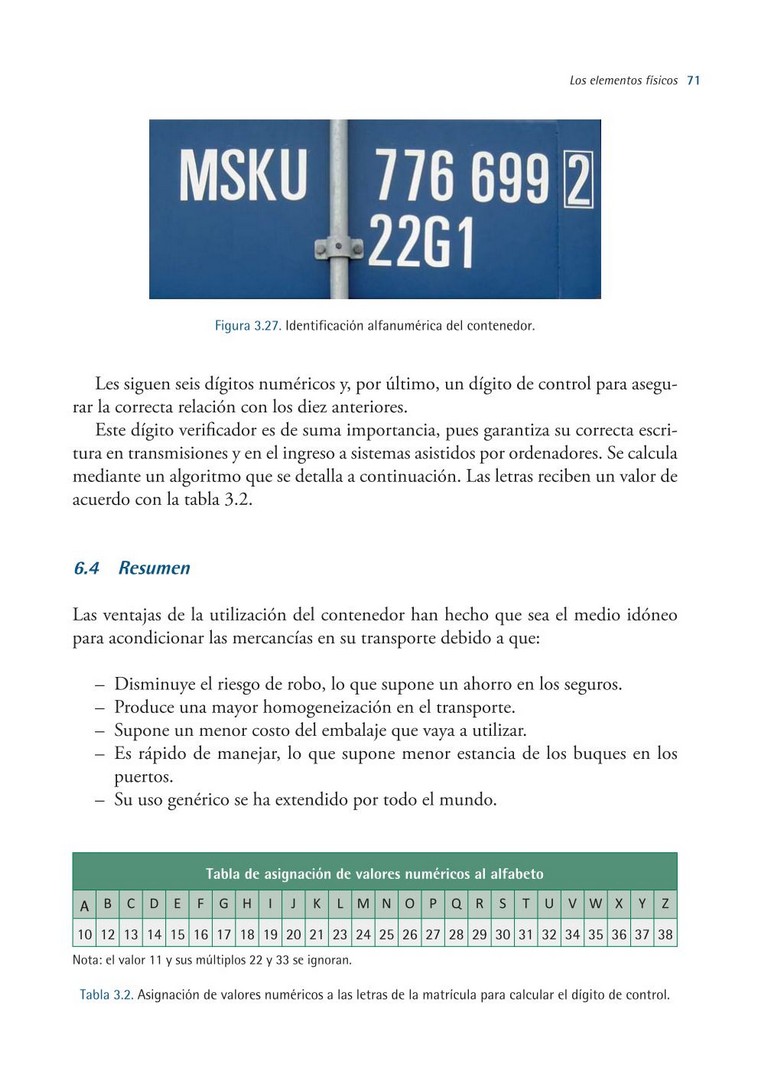 Los elementos físicos 71
MSKU 776 699 2
22G1
Figura 3.27. Identificación alfanumérica del contenedor.
Les siguen seis dígitos numéricos y, por último, un dígito de control para asegu-
rar la correcta relación con los diez anteriores.
Este dígito verificador es de suma importancia, pues garantiza su correcta escri-
tura en transmisiones y en el ingreso a sistemas asistidos por ordenadores. Se calcula
mediante un algoritmo que se detalla a continuación. Las letras reciben un valor de
acuerdo con la tabla 3.2.
6.4 Resumen
Las ventajas de la utilización del contenedor han hecho que sea el medio idóneo
para acondicionar las mercancías en su transporte debido a que:
– Disminuye el riesgo de robo, lo que supone un ahorro en los seguros.
– Produce una mayor homogeneización en el transporte.
– Supone un menor costo del embalaje que vaya a utilizar.
– Es rápido de manejar, lo que supone menor estancia de los buques en los
puertos.
– Su uso genérico se ha extendido por todo el mundo.
Tabla de asignación de valores numéricos al alfabeto
A B C D E F G H I J K L M N O P Q R S T U V W X Y Z
10 12 13 14 15 16 17 18 19 20 21 23 24 25 26 27 28 29 30 31 32 34 35 36 37 38
Nota: el valor 11 y sus múltiplos 22 y 33 se ignoran.
Tabla 3.2. Asignación de valores numéricos a las letras de la matrícula para calcular el dígito de control.